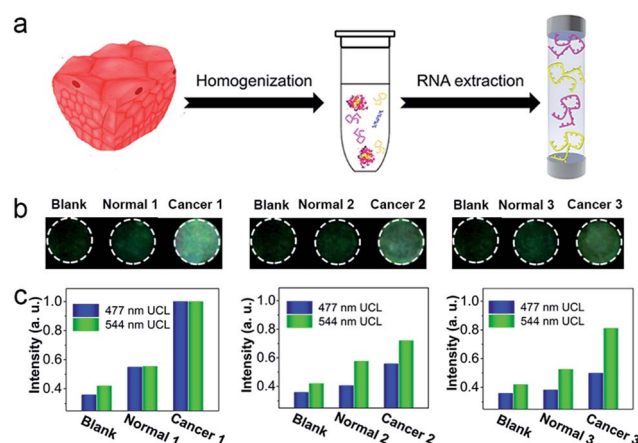 a
Homogenization
RNA extraction
b
Blank Normal 1 Cancer 1
Blank Normal 2 Cancer 2
Blank Normal 3 Cancer 3
c
Intensity (a. u.)
1.0
0.8
0.6
0.4
477 nm UCL
544 nm UCL
Blank
Normal 1
Cancer 1
Intensity (a. u.)
1.0
0.8
0.6
0.4
477 nm UCL
544 nm UCL
Blank
Normal 2
Cancer 2
Intensity (a. u.)
1.0
0.8
0.6
0.4
477 nm UCL
544 nm UCL
Blank
Normal 3
Cancer 3